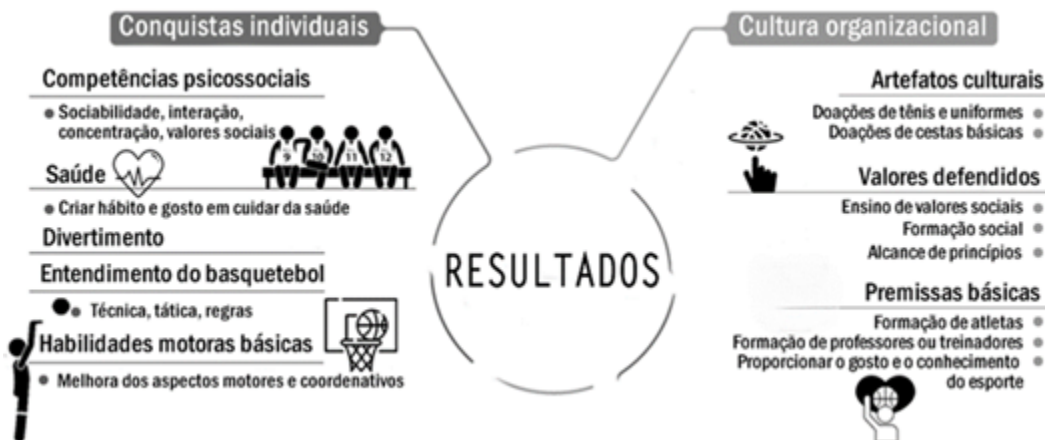 Conquistas individuais
Competências psicossociais
Sociabilidade, interação,
concentração, valores sociais
9 10 11 12
Saúde
Criar hábito e gosto em cuidar da saúde
Divertimento
Entendimento do basquetebol
Técnica, tática, regras
Habilidades motoras básicas
Melhora dos aspectos motores e coordenativos
RESULTADOS
Cultura organizacional
Artefatos culturais
Doações de tênis e uniformes
Doações de cestas básicas
Valores defendidos
Ensino de valores sociais
Formação social
Alcance de princípios
Premissas básicas
Formação de atletas
Formação de professores ou treinadores
Proporcionar o gosto e o conhecimento
do esporte